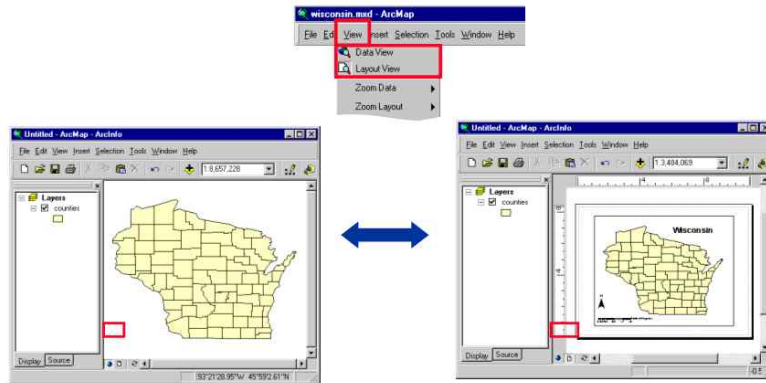 wisconsin.mxd - ArcMap
File Edit View Insert Selection Tools Window Help
Data View
Layout View
Zoom Data
Zoom Layout
Untitled - ArcMap - ArcInfo
File Edit View Insert Selection Tools Window Help
1:8,657,228
Layers
counties
Display Source
93°21'28.95"W 45°59'2.61"N
Untitled - ArcMap - ArcInfo
File Edit View Insert Selection Tools Window Help
1:3,484,069
Layers
counties
Wisconsin
Display Source